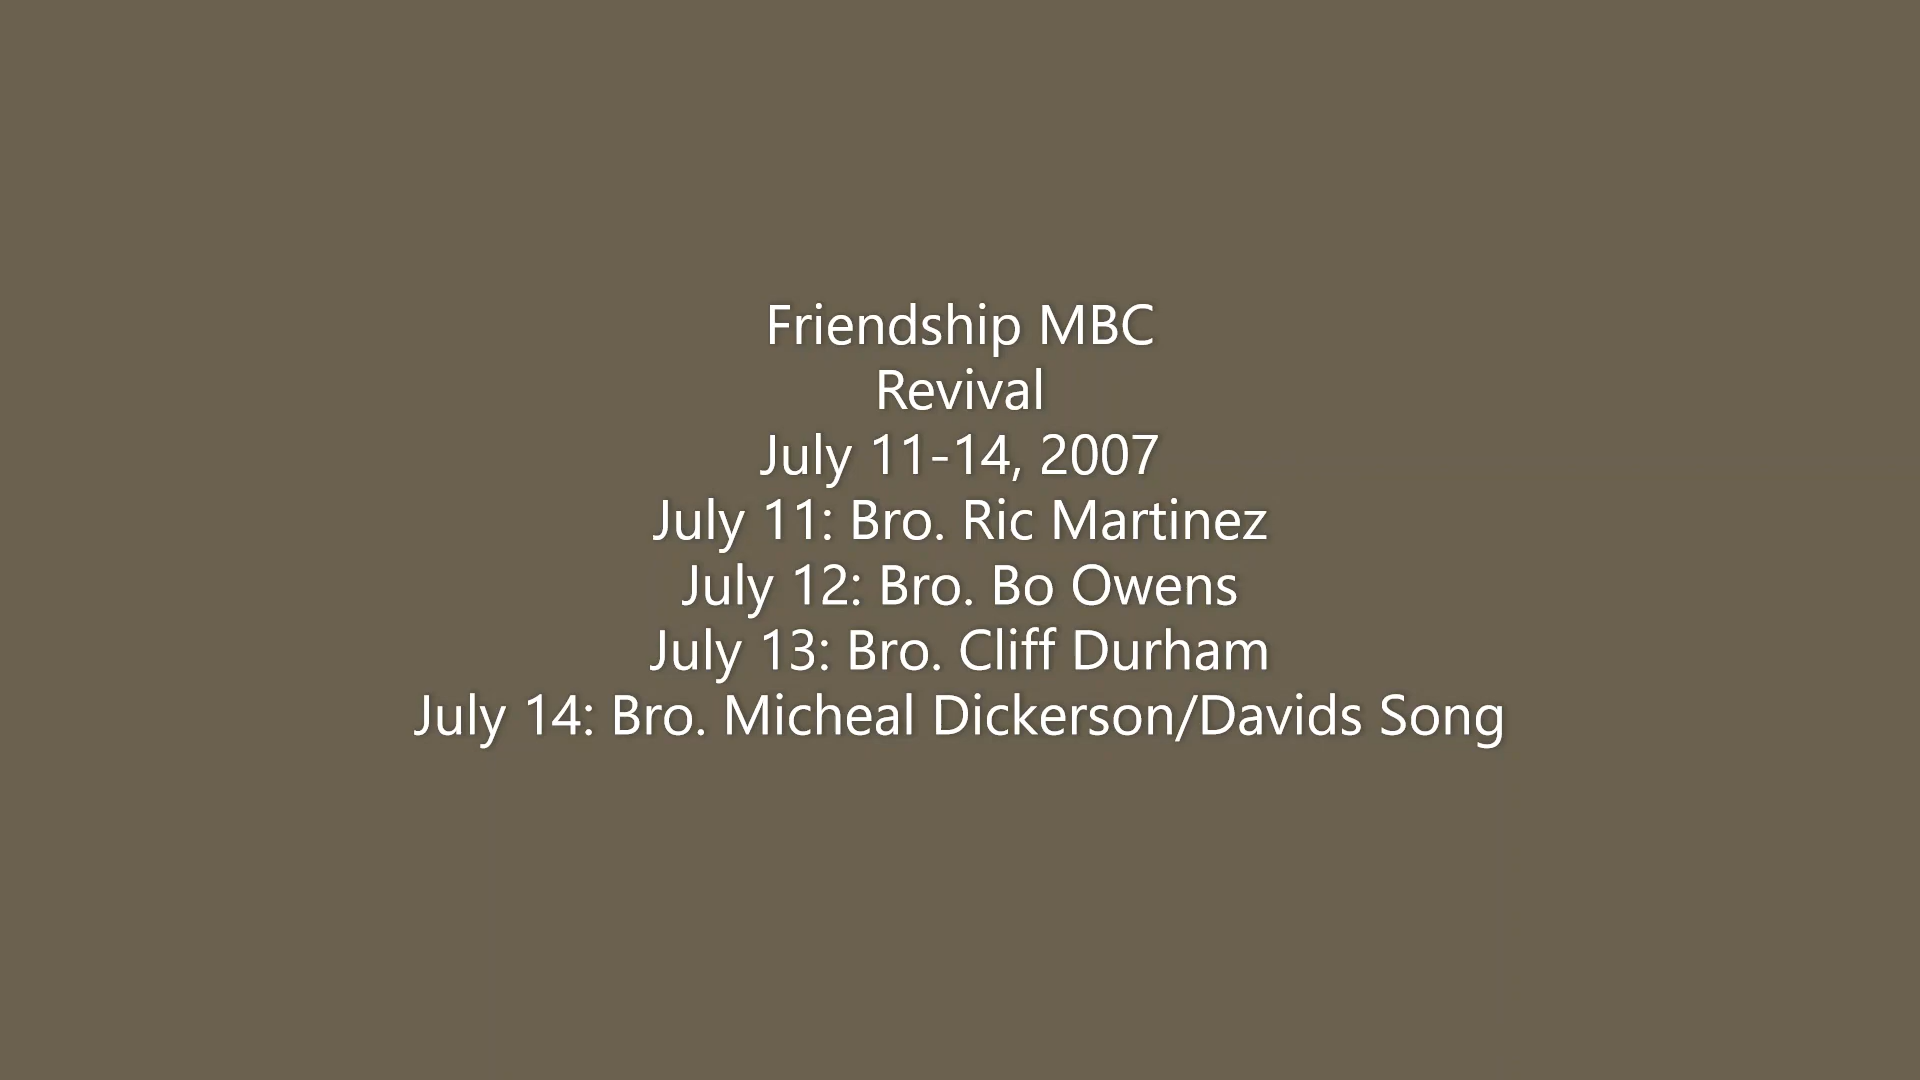 Friendship MBC
Revival
July 11-14, 2007
July 11: Bro. Ric Martinez
July 12: Bro. Bo Owens
July 13: Bro. Cliff Durham
July 14: Bro. Micheal Dickerson/Davids Song